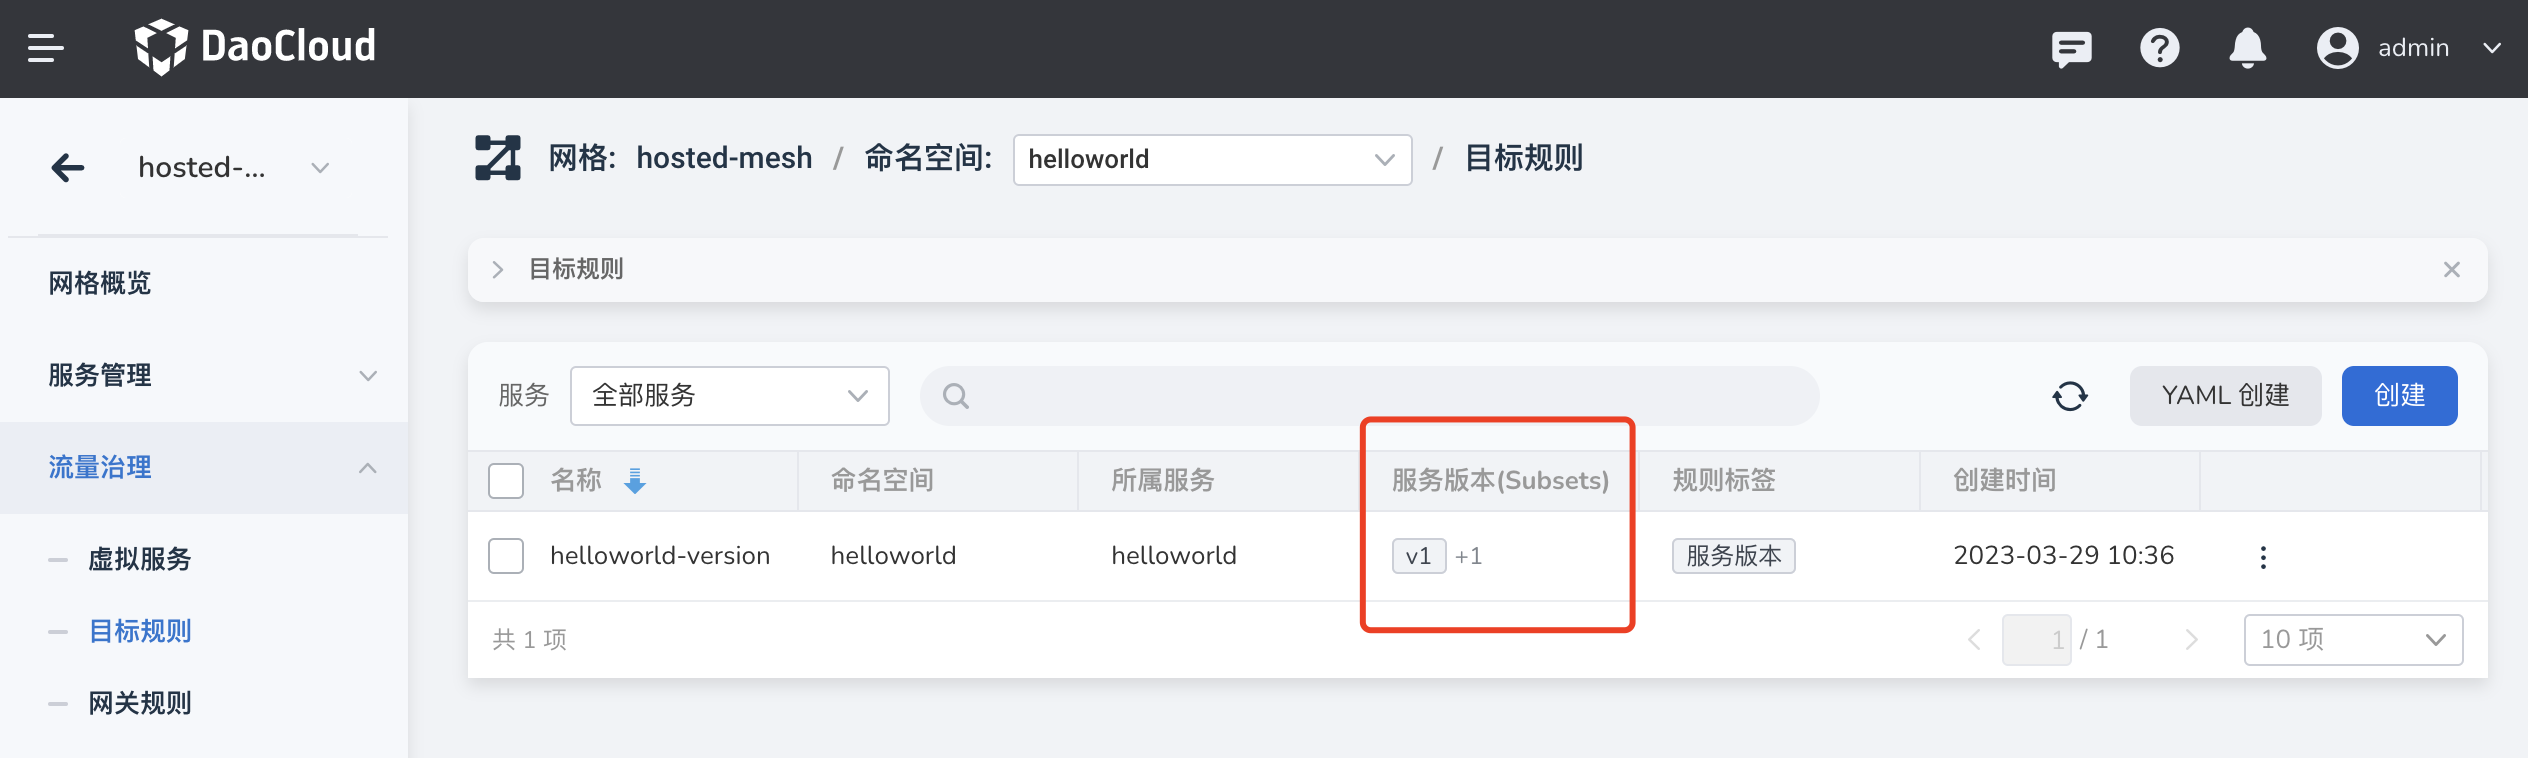 DaoCloud
admin
hosted-...
网格： hosted-mesh / 命名空间: helloworld / 目标规则
网格概览
服务管理
流量治理
虚拟服务
目标规则
网关规则
目标规则
服务 全部服务
YAML 创建 创建
名称 命名空间 所属服务 服务版本(Subsets) 规则标签 创建时间
helloworld-version helloworld helloworld v1 +1 服务版本 2023-03-29 10:36
共 1 项 1 / 1 10 项